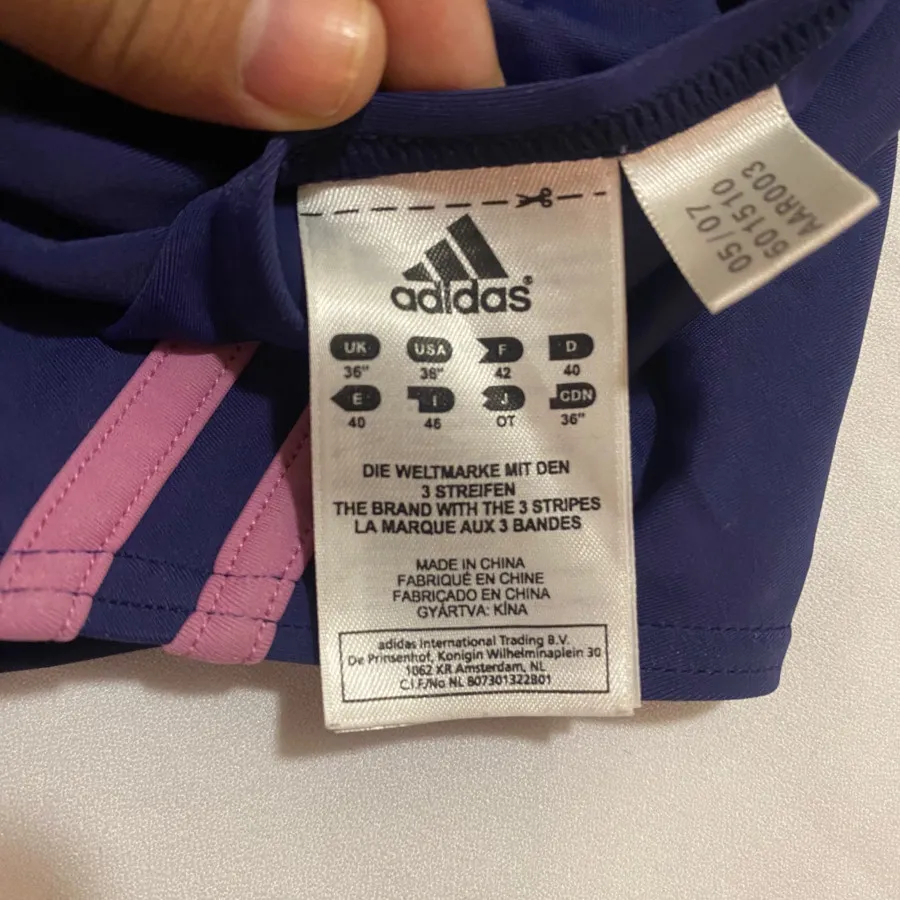 adidas®
UK USA F D
36" 36" 42 40
E I J CDN
40 46 OT 36"
DIE WELTMARKE MIT DEN
3 STREIFEN
THE BRAND WITH THE 3 STRIPES
LA MARQUE AUX 3 BANDES
MADE IN CHINA
FABRIQUÉ EN CHINE
FABRICADO EN CHINA
GYÁRTVA: KÍNA
adidas International Trading B.V.
De Prinsenhof, Konigin Wilhelminaplein 30
1062 XR Amsterdam, NL
C.I.F/No NL 807301322B01
05/07
601510
AAR003